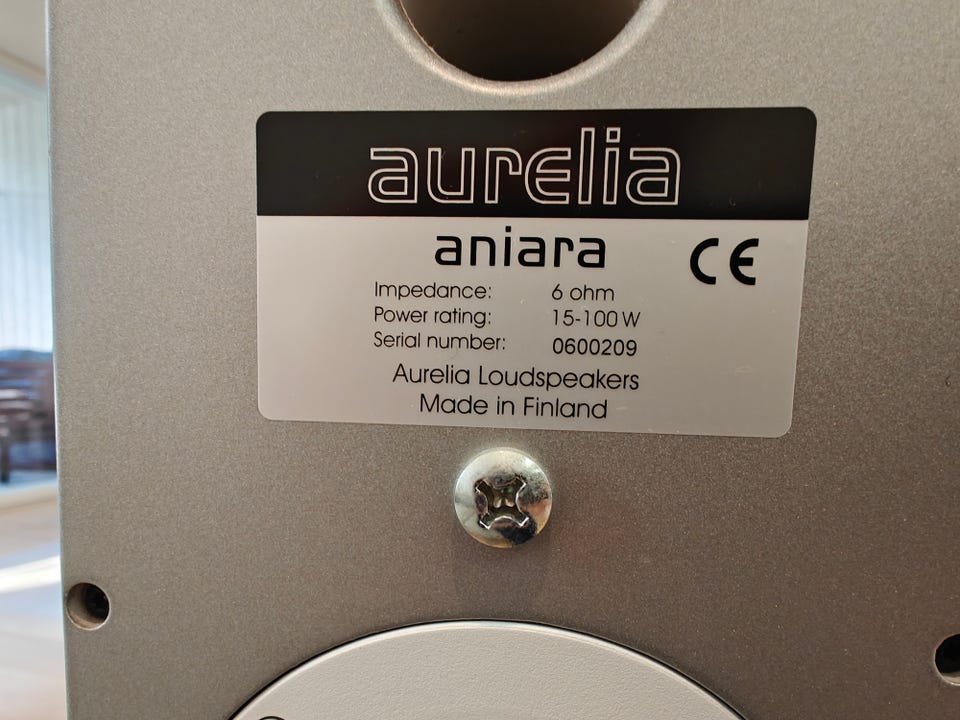 aurelia
aniara CE
Impedance: 6 ohm
Power rating: 15-100 W
Serial number: 0600209
Aurelia Loudspeakers
Made in Finland